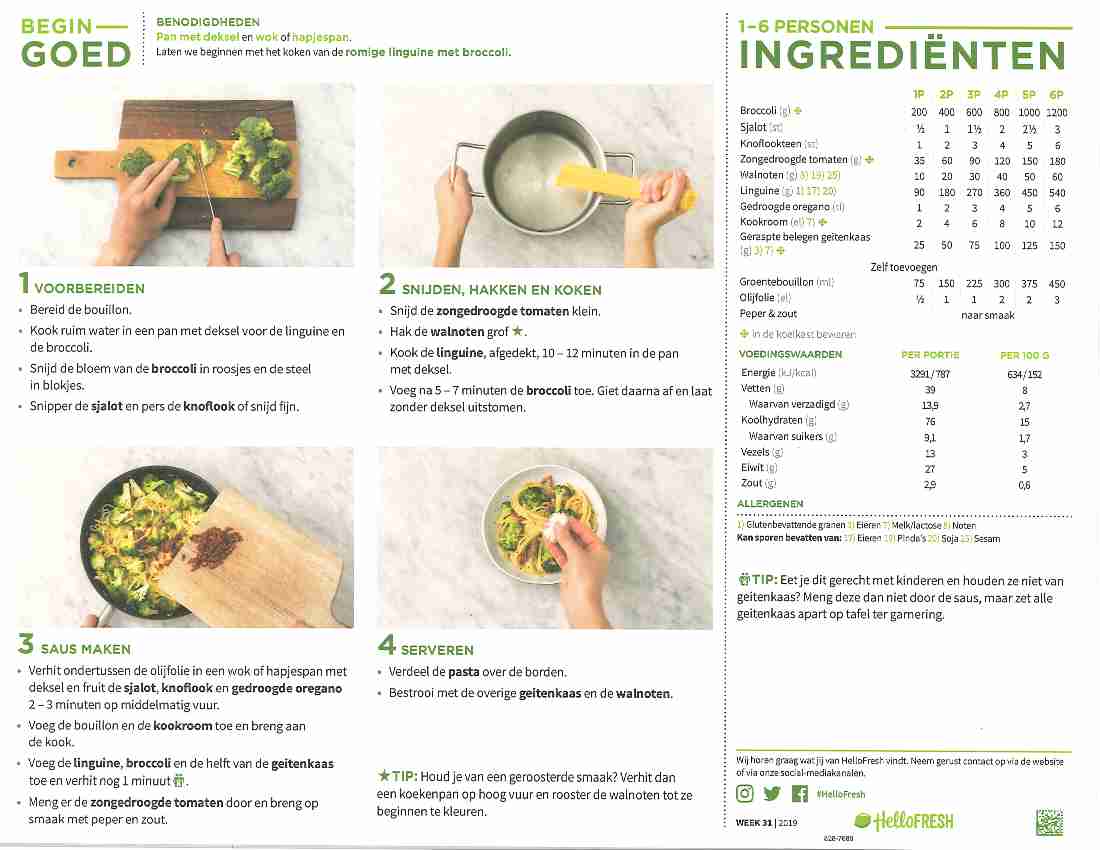 BEGIN
GOED
BENODIGDHEDEN
Pan met deksel en wok of hapjespan.
Laten we beginnen met het koken van de romige linguine met broccoli.
1 VOORBEREIDEN
• Bereid de bouillon.
• Kook ruim water in een pan met deksel voor de linguine en
de broccoli.
• Snijd de bloem van de broccoli in roosjes en de steel
in blokjes.
• Snipper de sjalot en pers de knoflook of snijd fijn.
2 SNIJDEN, HAKKEN EN KOKEN
• Snijd de zongedroogde tomaten klein.
• Hak de walnoten grof ★.
• Kook de linguine, afgedekt, 10 – 12 minuten in de pan
met deksel.
• Voeg na 5 – 7 minuten de broccoli toe. Giet daarna af en laat
zonder deksel uitstomen.
3 SAUS MAKEN
• Verhit ondertussen de olijfolie in een wok of hapjespan met
deksel en fruit de sjalot, knoflook en gedroogde oregano
2 – 3 minuten op middelmatig vuur.
• Voeg de bouillon en de kookroom toe en breng aan
de kook.
• Voeg de linguine, broccoli en de helft van de geitenkaas
toe en verhit nog 1 minuut.
• Meng er de zongedroogde tomaten door en breng op
smaak met peper en zout.
4 SERVEREN
• Verdeel de pasta over de borden.
• Bestrooi met de overige geitenkaas en de walnoten.
★TIP: Houd je van een geroosterde smaak? Verhit dan
een koekenpan op hoog vuur en rooster de walnoten tot ze
beginnen te kleuren.
1–6 PERSONEN
INGREDIËNTEN
1P 2P 3P 4P 5P 6P
Broccoli (g) 200 400 600 800 1000 1200
Sjalot (st) ½ 1 1½ 2 2½ 3
Knoflookteen (st) 1 2 3 4 5 6
Zongedroogde tomaten (g) 35 60 90 120 150 180
Walnoten (g) 8) 19) 25) 10 20 30 40 50 60
Linguine (g) 1) 17) 20) 90 180 270 360 450 540
Gedroogde oregano (tl) 1 2 3 4 5 6
Kookroom (el) 7) 2 4 6 8 10 12
Geraspte belegen geitenkaas
(g) 3) 7) 25 50 75 100 125 150
Zelf toevoegen
Groentebouillon (ml) 75 150 225 300 375 450
Olijfolie (el) ½ 1 1 2 2 3
Peper & zout naar smaak
in de koelkast bewaren
VOEDINGSWAARDEN PER PORTIE PER 100 G
Energie (kJ/kcal) 3291/787 634/152
Vetten (g) 39 8
Waarvan verzadigd (g) 13,9 2,7
Koolhydraten (g) 76 15
Waarvan suikers (g) 9,1 1,7
Vezels (g) 13 3
Eiwit (g) 27 5
Zout (g) 2,9 0,6
ALLERGENEN
1) Glutenbevattende granen 3) Eieren 7) Melk/lactose 8) Noten
Kan sporen bevatten van: 17) Eieren 19) Pinda's 20) Soja 25) Sesam
TIP: Eet je dit gerecht met kinderen en houden ze niet van
geitenkaas? Meng deze dan niet door de saus, maar zet alle
geitenkaas apart op tafel ter garnering.
Wij horen graag wat jij van HelloFresh vindt. Neem gerust contact op via de website
of via onze social-mediakanalen.
#HelloFresh
WEEK 31 | 2019
HelloFRESH